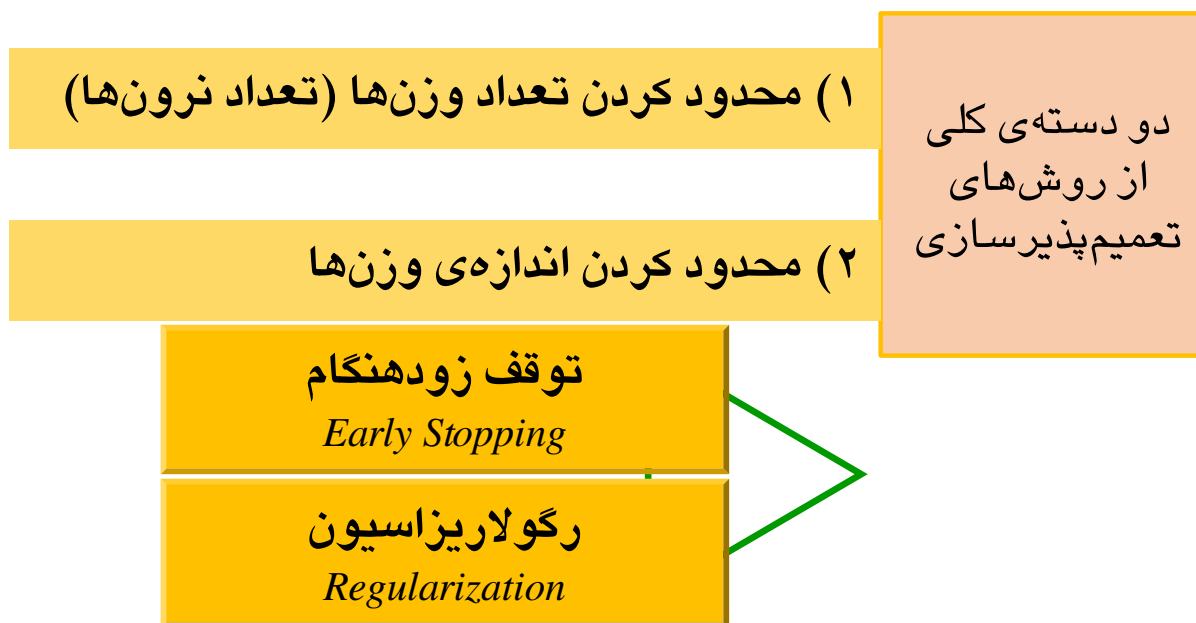 دو دسته‌ی کلی
از روش‌های
تعمیم‌پذیرسازی
۱) محدود کردن تعداد وزن‌ها (تعداد نرون‌ها)
۲) محدود کردن اندازه‌ی وزن‌ها
توقف زودهنگام
Early Stopping
رگولاریزاسیون
Regularization